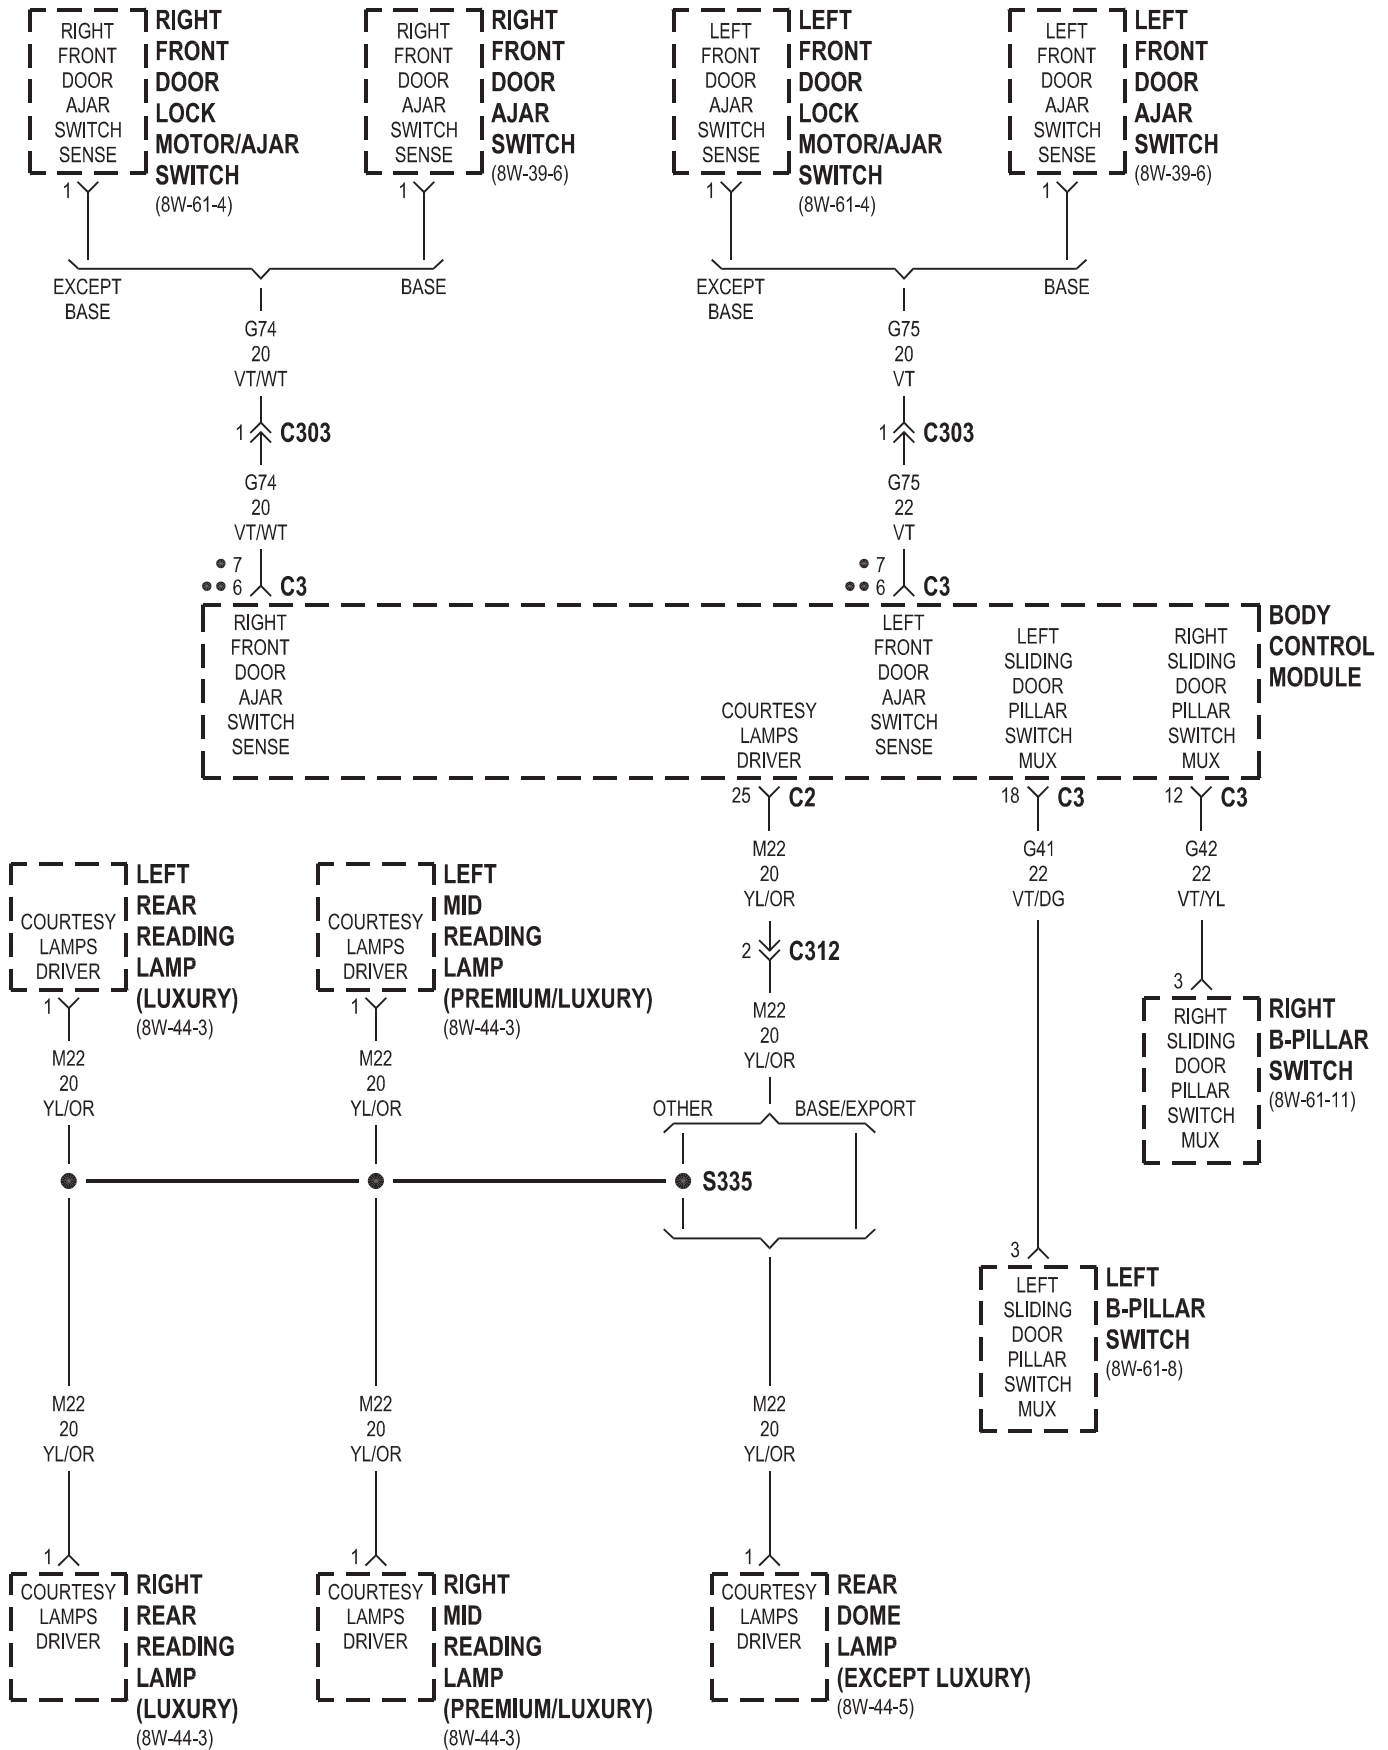 RIGHT
FRONT
DOOR
AJAR
SWITCH
SENSE
RIGHT
FRONT
DOOR
LOCK
MOTOR/AJAR
SWITCH
(8W-61-4)
1
RIGHT
FRONT
DOOR
AJAR
SWITCH
SENSE
RIGHT
FRONT
DOOR
AJAR
SWITCH
(8W-39-6)
1
LEFT
FRONT
DOOR
AJAR
SWITCH
SENSE
LEFT
FRONT
DOOR
LOCK
MOTOR/AJAR
SWITCH
(8W-61-4)
1
LEFT
FRONT
DOOR
AJAR
SWITCH
SENSE
LEFT
FRONT
DOOR
AJAR
SWITCH
(8W-39-6)
1
EXCEPT
BASE
BASE
EXCEPT
BASE
BASE
G74
20
VT/WT
1 C303
G74
20
VT/WT
• 7
•• 6 C3
G75
20
VT
1 C303
G75
22
VT
• 7
•• 6 C3
RIGHT
FRONT
DOOR
AJAR
SWITCH
SENSE
COURTESY
LAMPS
DRIVER
LEFT
FRONT
DOOR
AJAR
SWITCH
SENSE
LEFT
SLIDING
DOOR
PILLAR
SWITCH
MUX
RIGHT
SLIDING
DOOR
PILLAR
SWITCH
MUX
BODY
CONTROL
MODULE
25 C2
18 C3
12 C3
M22
20
YL/OR
G41
22
VT/DG
G42
22
VT/YL
2 C312
M22
20
YL/OR
COURTESY
LAMPS
DRIVER
LEFT
REAR
READING
LAMP
(LUXURY)
(8W-44-3)
1
M22
20
YL/OR
COURTESY
LAMPS
DRIVER
LEFT
MID
READING
LAMP
(PREMIUM/LUXURY)
(8W-44-3)
1
M22
20
YL/OR
3
RIGHT
SLIDING
DOOR
PILLAR
SWITCH
MUX
RIGHT
B-PILLAR
SWITCH
(8W-61-11)
OTHER
BASE/EXPORT
S335
3
LEFT
SLIDING
DOOR
PILLAR
SWITCH
MUX
LEFT
B-PILLAR
SWITCH
(8W-61-8)
M22
20
YL/OR
M22
20
YL/OR
M22
20
YL/OR
1
COURTESY
LAMPS
DRIVER
RIGHT
REAR
READING
LAMP
(LUXURY)
(8W-44-3)
1
COURTESY
LAMPS
DRIVER
RIGHT
MID
READING
LAMP
(PREMIUM/LUXURY)
(8W-44-3)
1
COURTESY
LAMPS
DRIVER
REAR
DOME
LAMP
(EXCEPT LUXURY)
(8W-44-5)